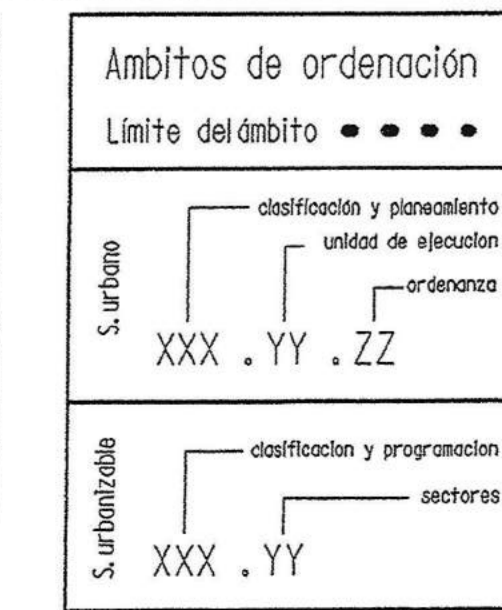 Ambitos de ordenación
Límite del ámbito
S. urbano
clasificación y planeamiento
unidad de ejecucion
ordenanza
XXX . YY . ZZ
S. urbanizable
clasificacion y programacion
sectores
XXX . YY